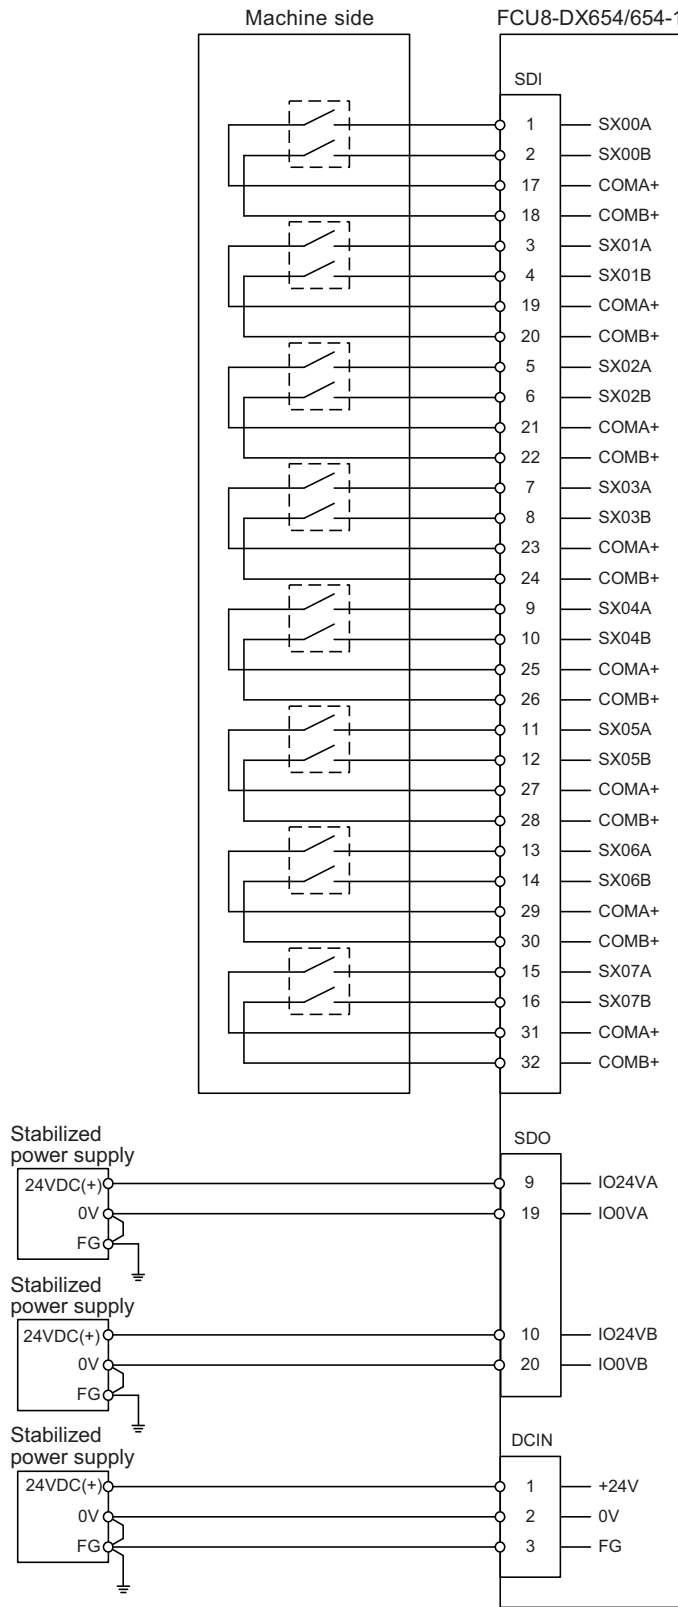 Machine side FCU8-DX654/654-1
SDI
1 SX00A
2 SX00B
17 COMA+
18 COMB+
3 SX01A
4 SX01B
19 COMA+
20 COMB+
5 SX02A
6 SX02B
21 COMA+
22 COMB+
7 SX03A
8 SX03B
23 COMA+
24 COMB+
9 SX04A
10 SX04B
25 COMA+
26 COMB+
11 SX05A
12 SX05B
27 COMA+
28 COMB+
13 SX06A
14 SX06B
29 COMA+
30 COMB+
15 SX07A
16 SX07B
31 COMA+
32 COMB+
Stabilized
power supply
SDO
24VDC(+) 9 IO24VA
0V 19 IO0VA
FG
Stabilized
power supply
24VDC(+) 10 IO24VB
0V 20 IO0VB
FG
Stabilized
power supply
DCIN
24VDC(+) 1 +24V
0V 2 0V
FG 3 FG